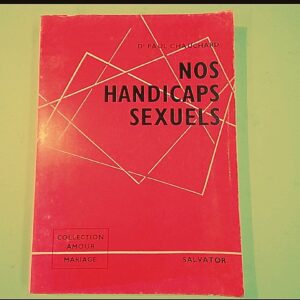 Dr PAUL CHAUCHARD
NOS
HANDICAPS
SEXUELS
COLLECTION
AMOUR
MARIAGE
SALVATOR